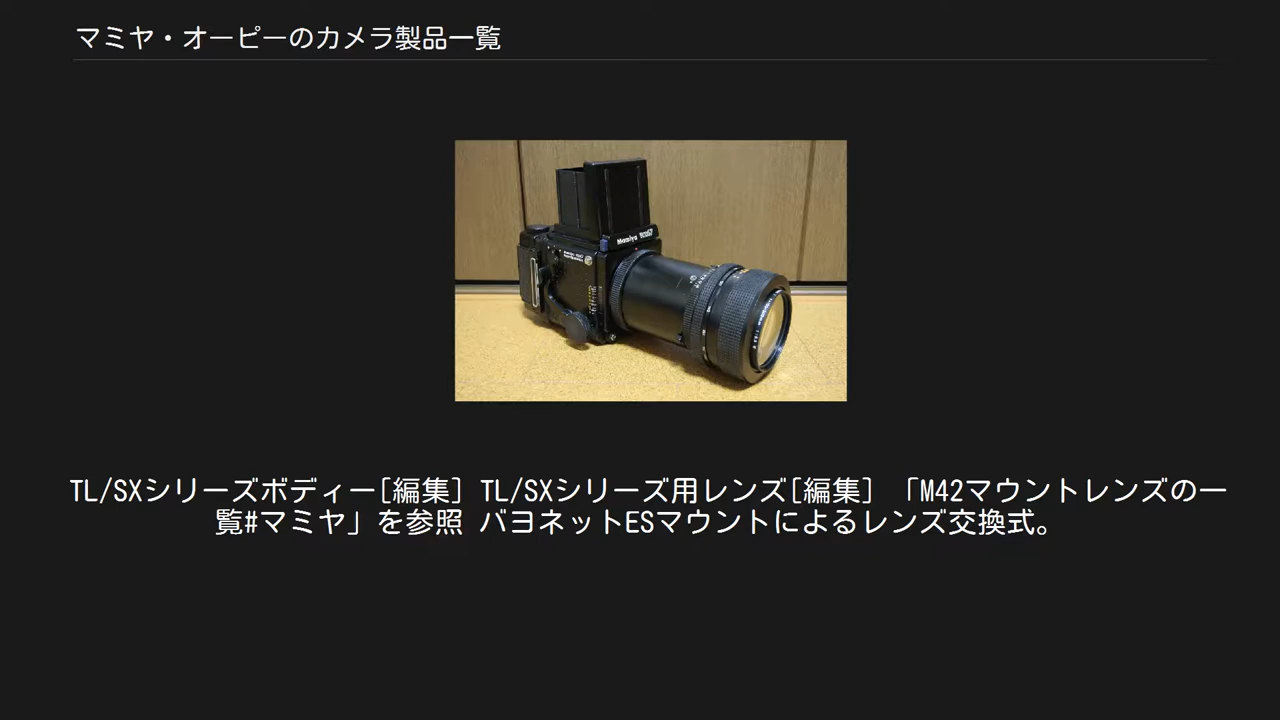 マミヤ・オーピーのカメラ製品一覧
Mamiya RZ67
TL/SXシリーズボディー[編集] TL/SXシリーズ用レンズ[編集] 「M42マウントレンズの一
覧#マミヤ」を参照 バヨネットESマウントによるレンズ交換式。